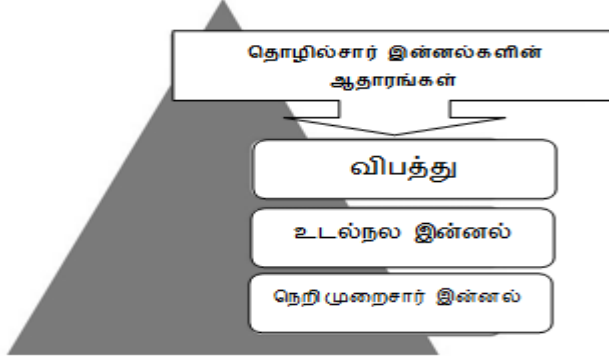 தொழில்சார் இன்னல்களின்
ஆதாரங்கள்
விபத்து
உடல்நல இன்னல்
நெறிமுறைசார் இன்னல்